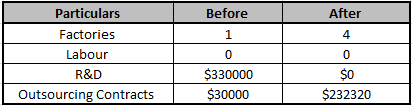 Particulars Before After
Factories 1 4
Labour 0 0
R&D $330000 $0
Outsourcing Contracts $30000 $232320